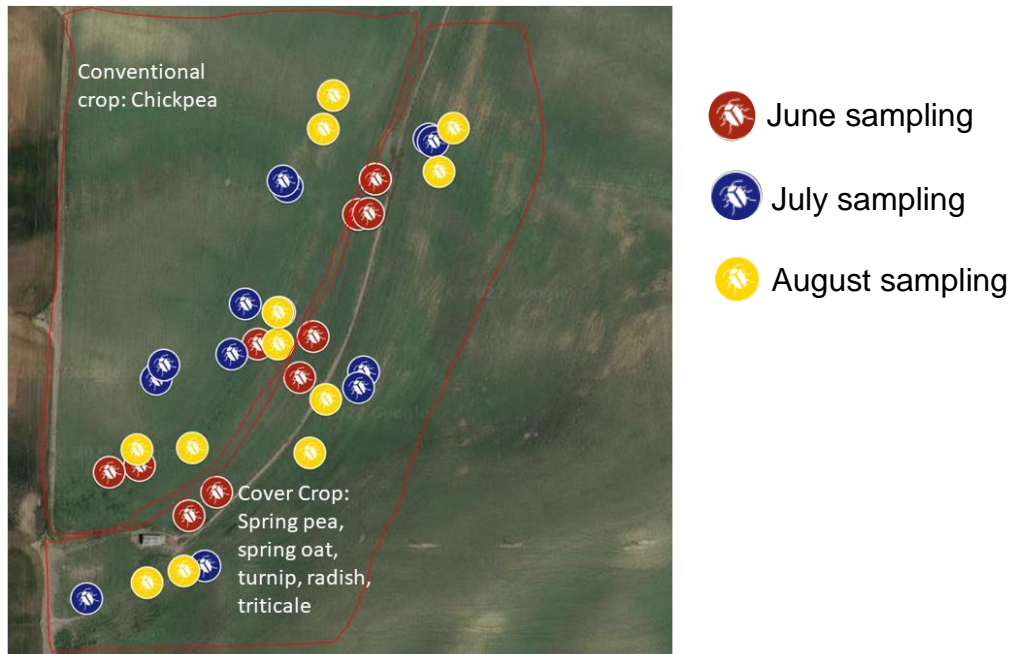 Conventional
crop: Chickpea
Cover Crop:
Spring pea,
spring oat,
turnip, radish,
triticale
June sampling
July sampling
August sampling